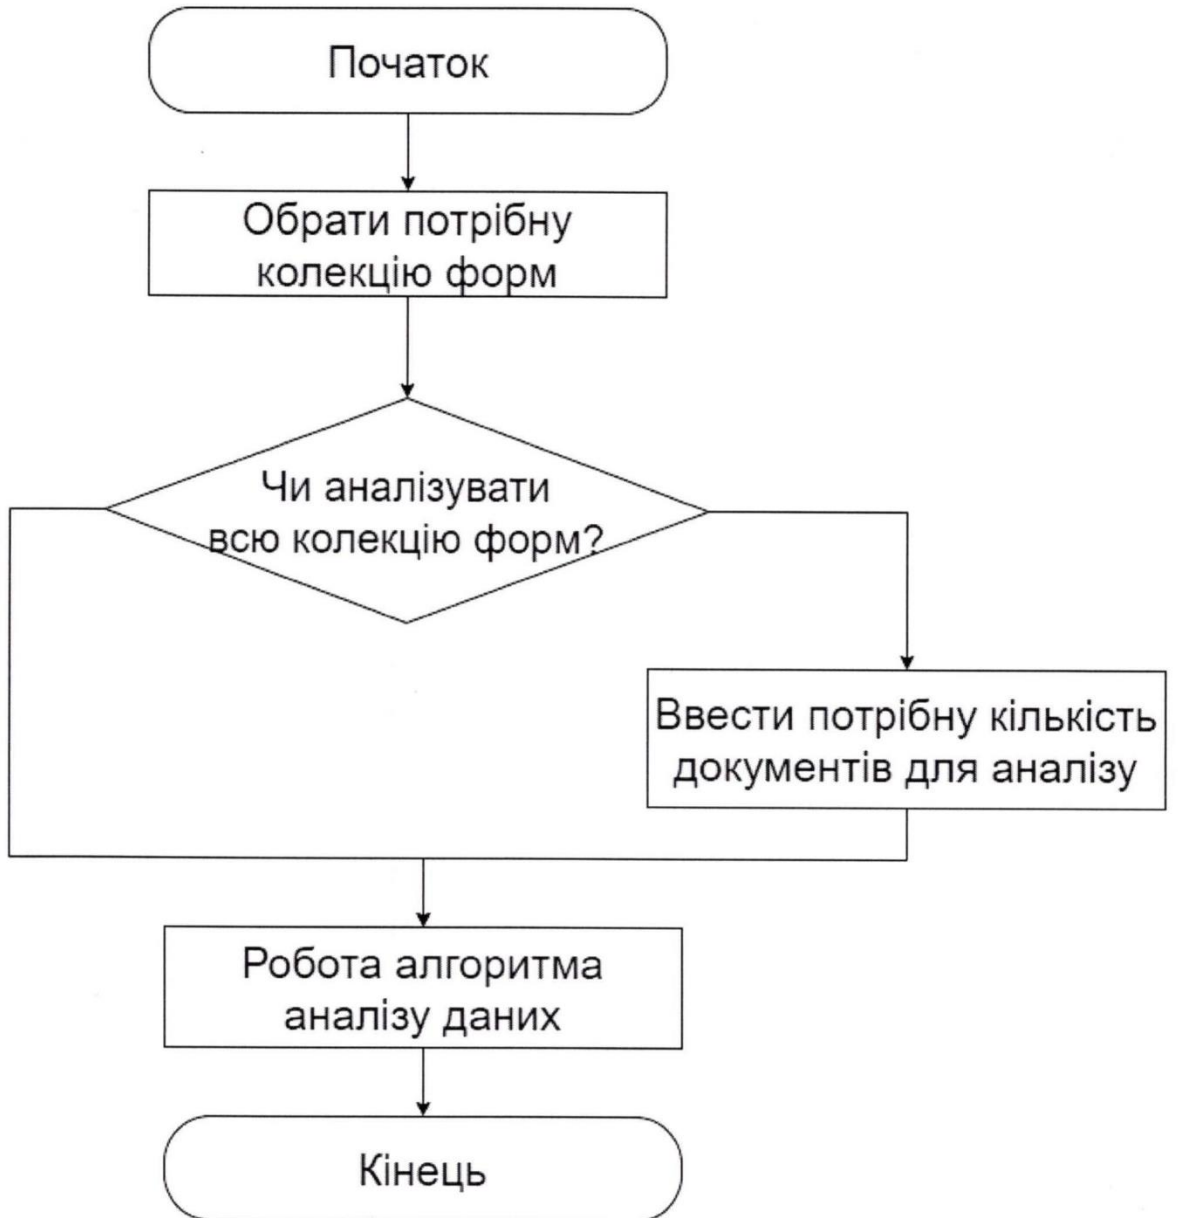 Початок
Обрати потрібну
колекцію форм
Чи аналізувати
всю колекцію форм?
Ввести потрібну кількість
документів для аналізу
Робота алгоритма
аналізу даних
Кінець